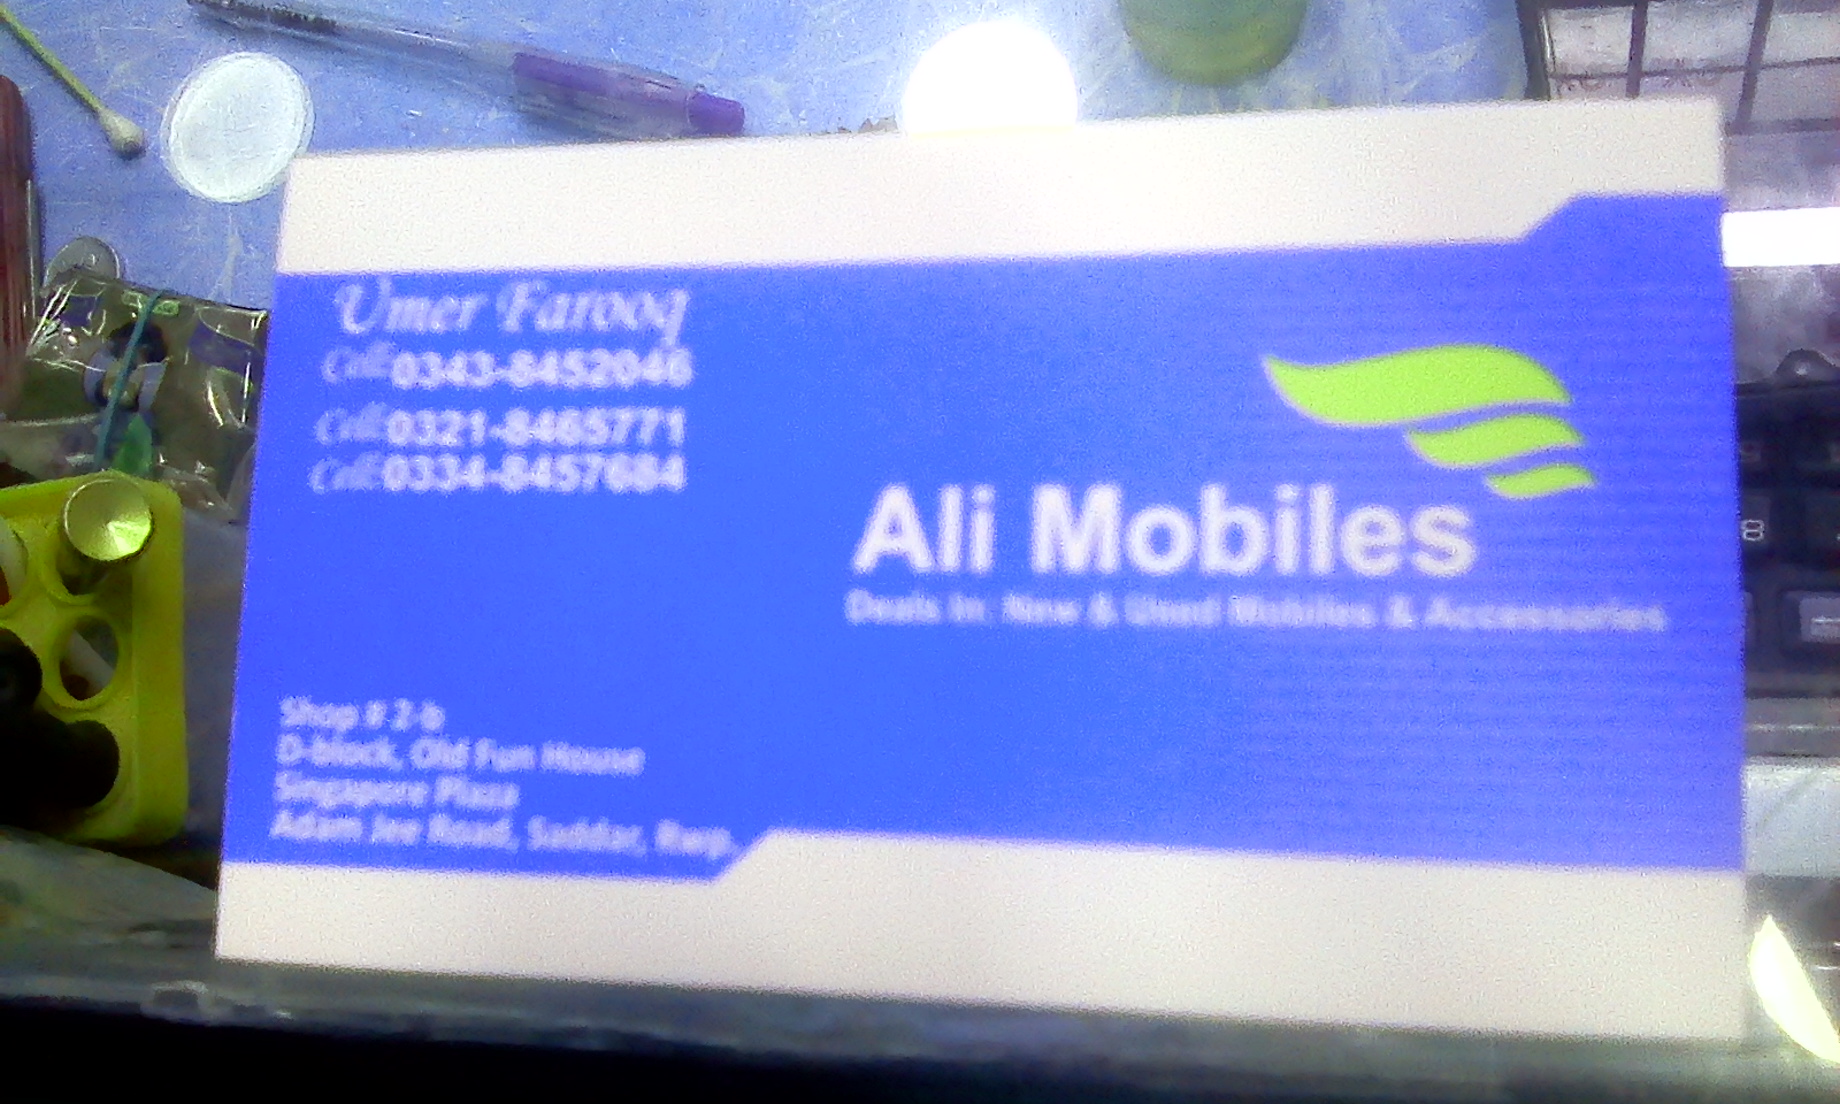 Umer Farooq
Cell: 0343-8452046
Cell: 0321-8465771
Cell: 0334-8457684
Ali Mobiles
Deals In: New & Used Mobiles & Accessories
Shop # 2-b
D-block, Old Fun House
Singapore Plaza
Adam Jee Road, Saddar, Rwp.
8